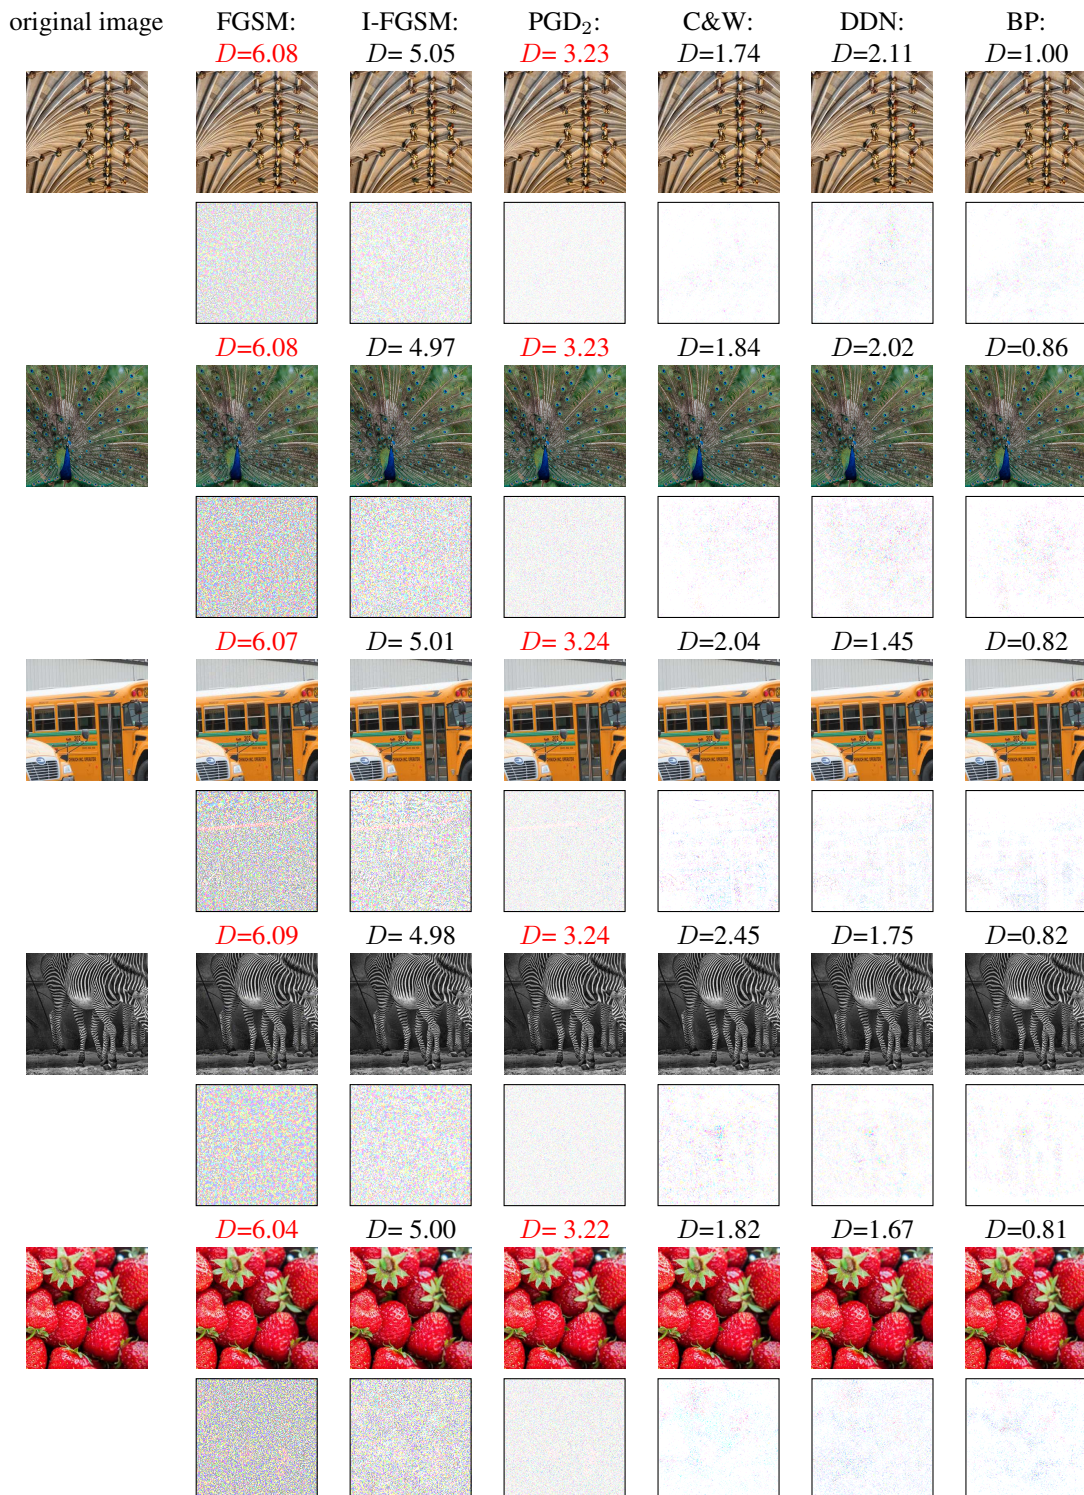 original image FGSM: I-FGSM: PGD₂: C&W: DDN: BP:
D=6.08 D= 5.05 D= 3.23 D=1.74 D=2.11 D=1.00
D=6.08 D= 4.97 D= 3.23 D=1.84 D=2.02 D=0.86
D=6.07 D= 5.01 D= 3.24 D=2.04 D=1.45 D=0.82
D=6.09 D= 4.98 D= 3.24 D=2.45 D=1.75 D=0.82
D=6.04 D= 5.00 D= 3.22 D=1.82 D=1.67 D=0.81